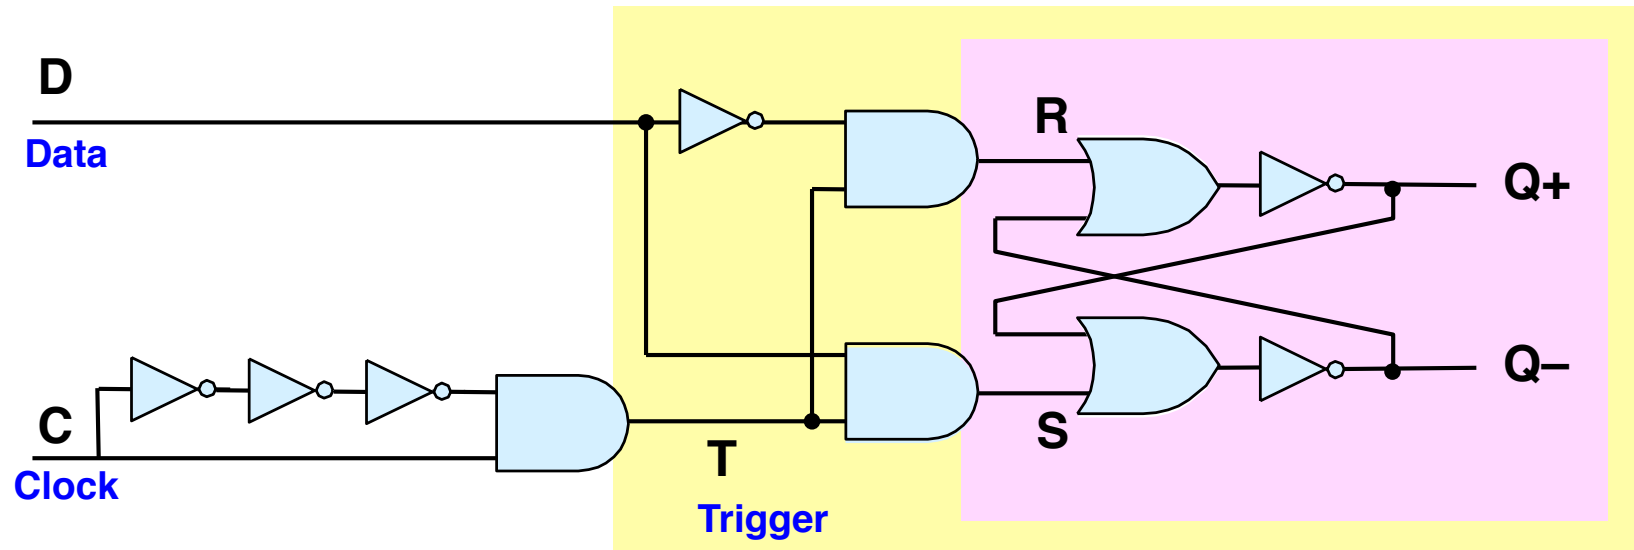 D
Data
R
Q+
C
Clock
T
Trigger
S
Q–